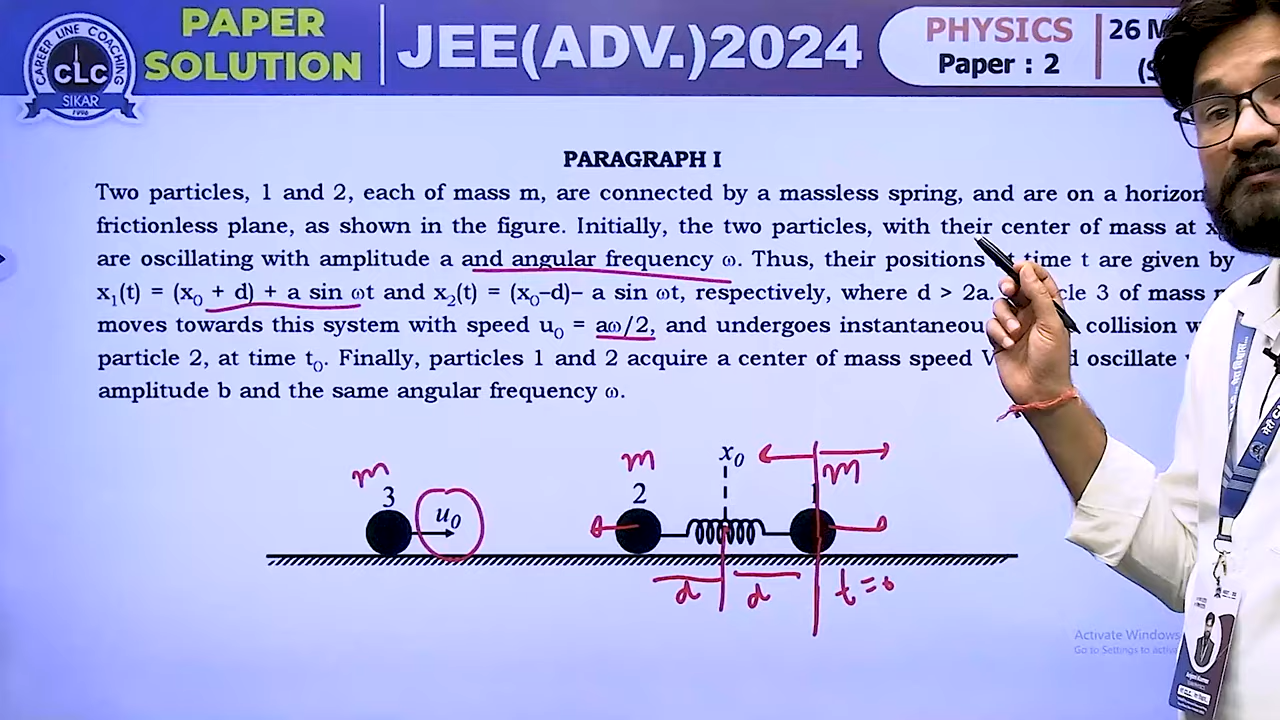 CAREER LINE COACHING
CLC
SIKAR
1996
PAPER
SOLUTION
JEE(ADV.)2024
PHYSICS
Paper : 2
26 M
PARAGRAPH I
Two particles, 1 and 2, each of mass m, are connected by a massless spring, and are on a horizon
frictionless plane, as shown in the figure. Initially, the two particles, with their center of mass at x
are oscillating with amplitude a and angular frequency ω. Thus, their positions at time t are given by
x₁(t) = (x₀ + d) + a sin ωt and x₂(t) = (x₀–d)– a sin ωt, respectively, where d > 2a. cle 3 of mass
moves towards this system with speed u₀ = aω/2, and undergoes instantaneou collision w
particle 2, at time t₀. Finally, particles 1 and 2 acquire a center of mass speed V d oscillate
amplitude b and the same angular frequency ω.
m
3
u₀
m
2
x₀
m
d
d
t=0
Activate Windows
Go to Settings to activa